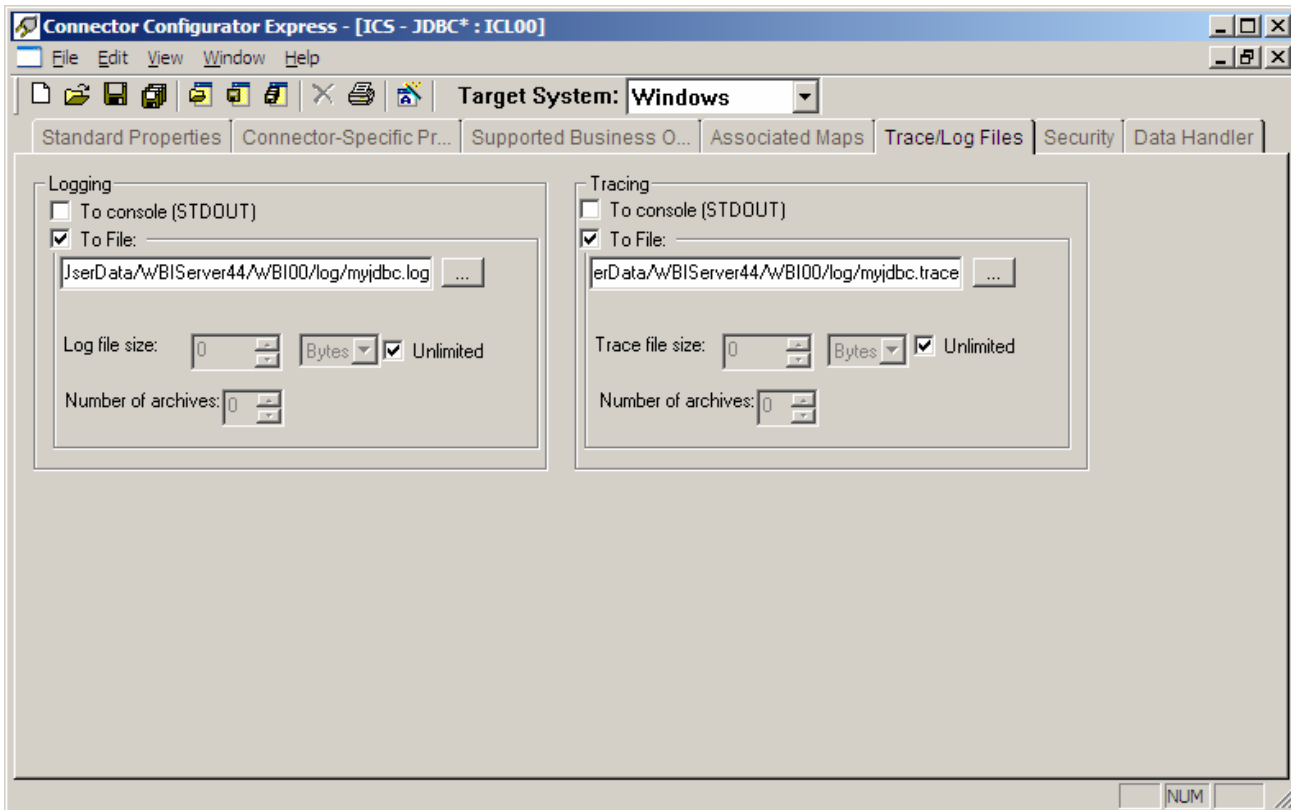 Connector Configurator Express - [ICS - JDBC* : ICL00]
File Edit View Window Help
Target System: Windows
Standard Properties Connector-Specific Pr... Supported Business O... Associated Maps Trace/Log Files Security Data Handler
Logging Tracing
To console (STDOUT) To console (STDOUT)
To File: To File:
UserData/WBIServer44/WBI00/log/myjdbc.log ... erData/WBIServer44/WBI00/log/myjdbc.trace ...
Log file size: 0 Bytes Unlimited Trace file size: 0 Bytes Unlimited
Number of archives: 0 Number of archives: 0
NUM